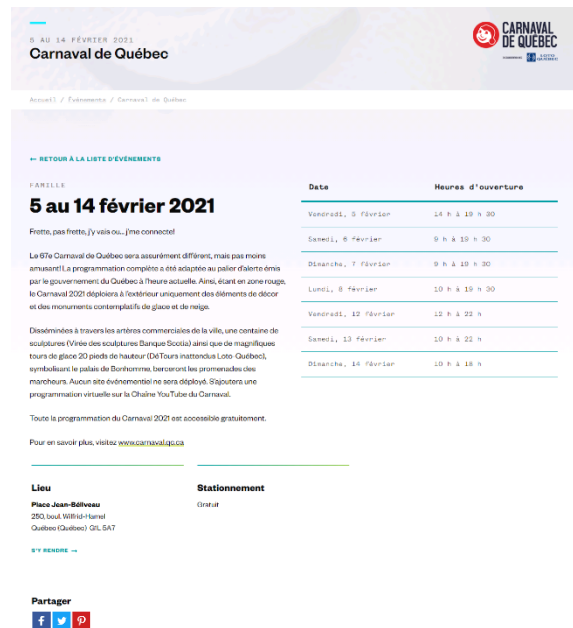 5 AU 14 FÉVRIER 2021
Carnaval de Québec
CARNAVAL
DE QUÉBEC
LOTO
QUÉBEC
Accueil / Événements / Carnaval de Québec
← RETOUR À LA LISTE D'ÉVÉNEMENTS
FAMILLE
5 au 14 février 2021
Frette, pas frette, j'y vais ou... j'me connecte!
Le 67e Carnaval de Québec sera assurément différent, mais pas moins
amusant! La programmation complète a été adaptée au palier d'alerte émis
par le gouvernement du Québec à l'heure actuelle. Ainsi, étant en zone rouge,
le Carnaval 2021 déploiera à l'extérieur uniquement des éléments de décor
et des monuments contemplatifs de glace et de neige.
Disséminées à travers les artères commerciales de la ville, une centaine de
sculptures (Virée des sculptures Banque Scotia) ainsi que de magnifiques
tours de glace 20 pieds de hauteur (DéTours inattendus Loto-Québec),
symbolisant le palais de Bonhomme, berceront les promenades des
marcheurs. Aucun site événementiel ne sera déployé. S'ajoutera une
programmation virtuelle sur la Chaîne YouTube du Carnaval.
Toute la programmation du Carnaval 2021 est accessible gratuitement.
Pour en savoir plus, visitez www.carnaval.qc.ca
Date Heures d'ouverture
Vendredi, 5 février 14 h à 19 h 30
Samedi, 6 février 9 h à 19 h 30
Dimanche, 7 février 9 h à 19 h 30
Lundi, 8 février 10 h à 19 h 30
Vendredi, 12 février 12 h à 22 h
Samedi, 13 février 10 h à 22 h
Dimanche, 14 février 10 h à 18 h
Lieu
Place Jean-Béliveau
250, boul. Wilfrid-Hamel
Québec (Québec) G1L 5A7
S'Y RENDRE →
Stationnement
Gratuit
Partager